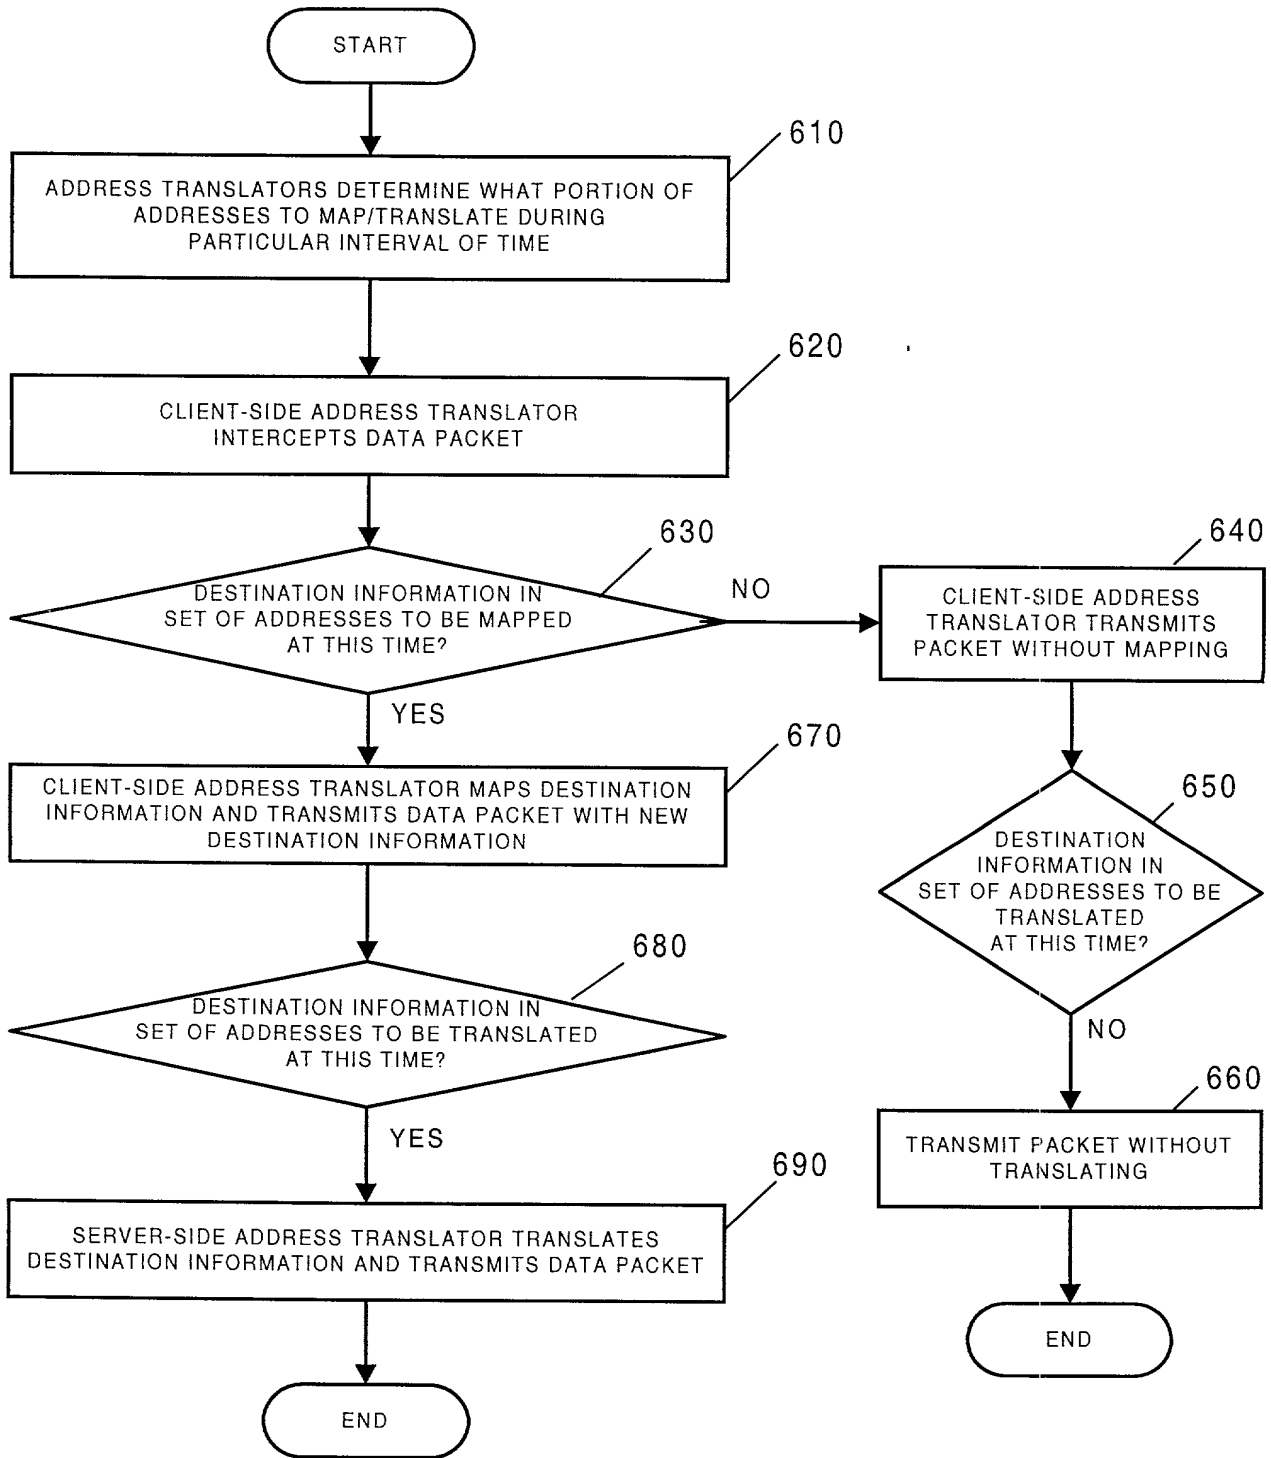 START
610
ADDRESS TRANSLATORS DETERMINE WHAT PORTION OF
ADDRESSES TO MAP/TRANSLATE DURING
PARTICULAR INTERVAL OF TIME
620
CLIENT-SIDE ADDRESS TRANSLATOR
INTERCEPTS DATA PACKET
630
DESTINATION INFORMATION IN
SET OF ADDRESSES TO BE MAPPED
AT THIS TIME?
NO
640
CLIENT-SIDE ADDRESS
TRANSLATOR TRANSMITS
PACKET WITHOUT MAPPING
YES
670
CLIENT-SIDE ADDRESS TRANSLATOR MAPS DESTINATION
INFORMATION AND TRANSMITS DATA PACKET WITH NEW
DESTINATION INFORMATION
650
DESTINATION
INFORMATION IN
SET OF ADDRESSES TO BE
TRANSLATED
AT THIS TIME?
680
DESTINATION INFORMATION IN
SET OF ADDRESSES TO BE TRANSLATED
AT THIS TIME?
NO
660
TRANSMIT PACKET WITHOUT
TRANSLATING
YES
690
SERVER-SIDE ADDRESS TRANSLATOR TRANSLATES
DESTINATION INFORMATION AND TRANSMITS DATA PACKET
END
END